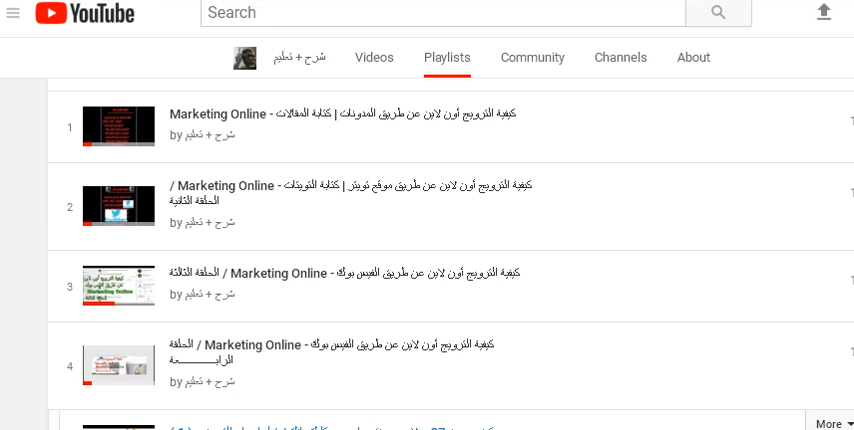 YouTube
Search
شرح + تعليم Videos Playlists Community Channels About
1
Marketing Online - كيفية الترويج أون لاين عن طريق المدونات | كتابة المقالات
by شرح + تعليم
2
/ Marketing Online - كيفية الترويج أون لاين عن طريق موقع تويتر | كتابة التويتات
الحلقة الثانية
by شرح + تعليم
3
كيفية الترويج أون لاين عن طريق الفيس بوك - Marketing Online / الحلقة الثالثة
by شرح + تعليم
4
كيفية الترويج أون لاين عن طريق الفيس بوك - Marketing Online / الحلقة
الرابـــــــــعة
by شرح + تعليم
More